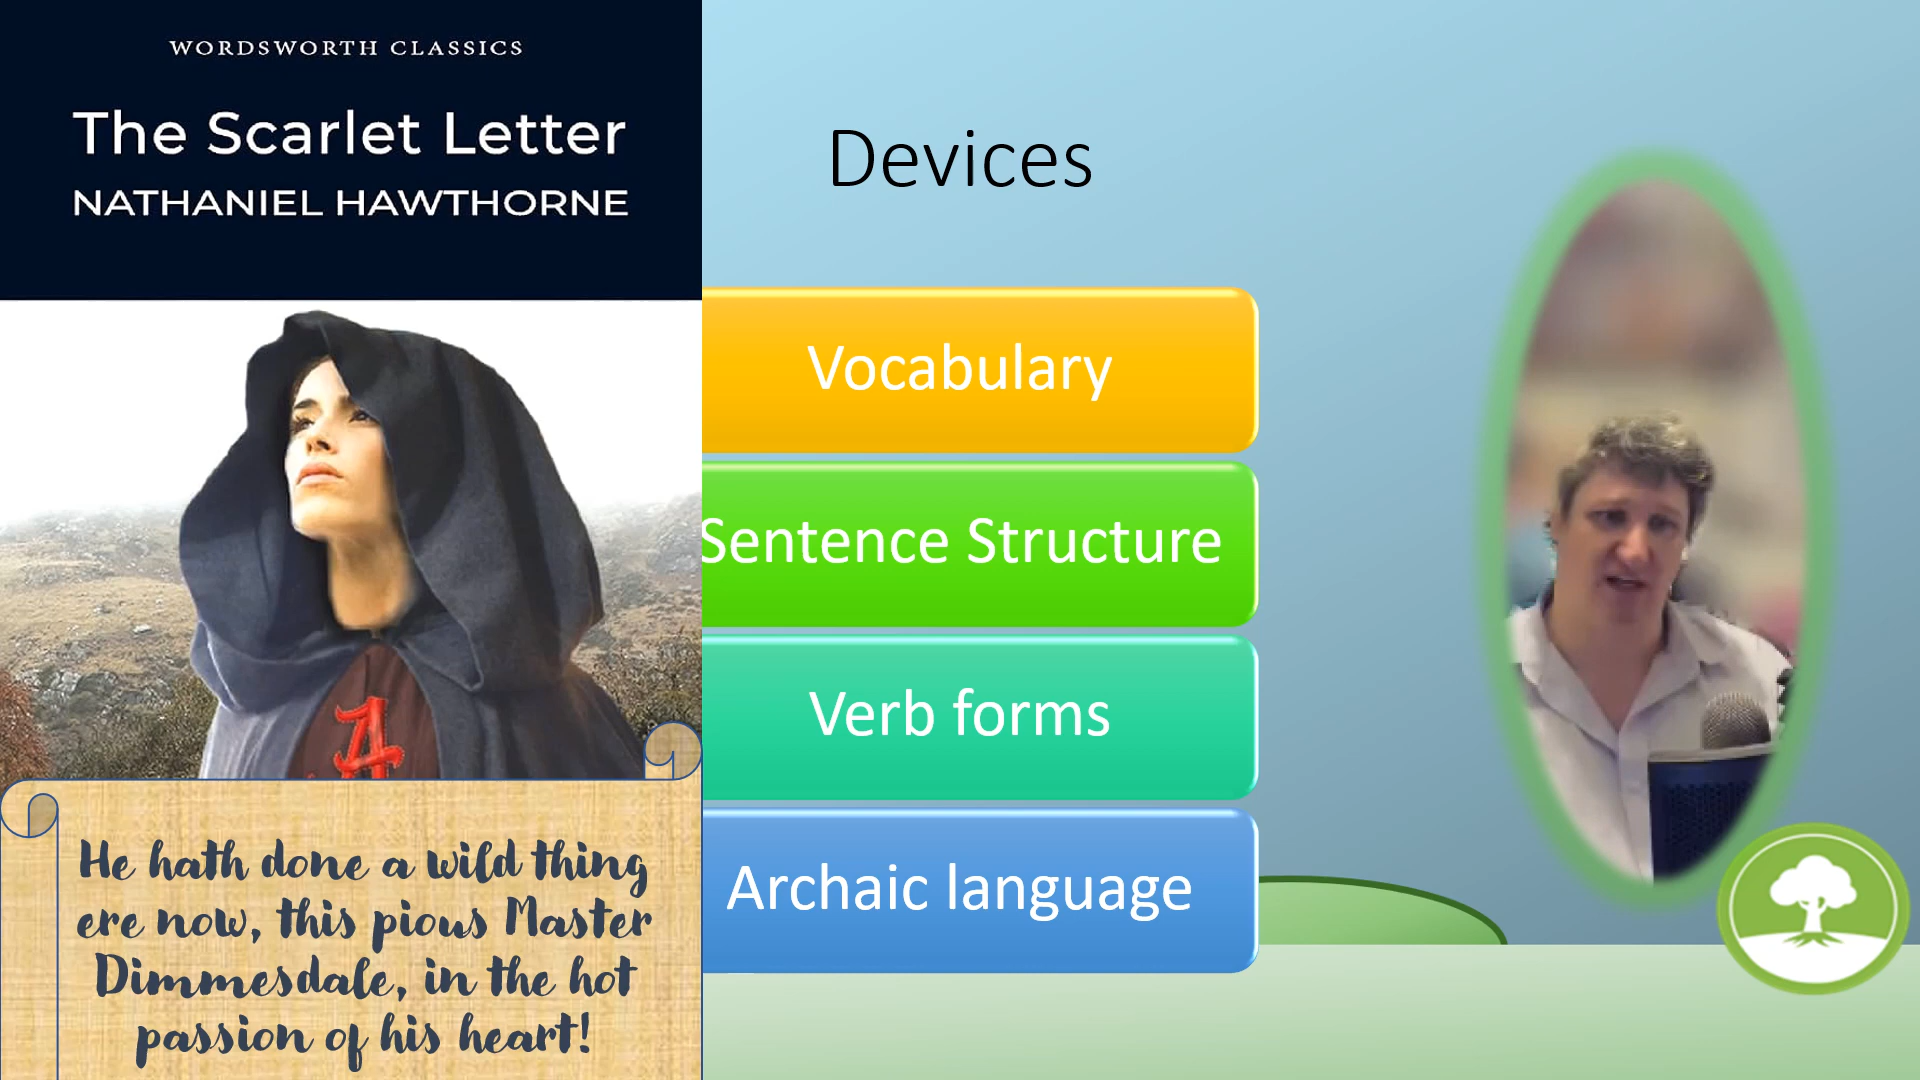 WORDSWORTH CLASSICS
The Scarlet Letter
NATHANIEL HAWTHORNE
A
He hath done a wild thing
ere now, this pious Master
Dimmesdale, in the hot
passion of his heart!
Devices
Vocabulary
Sentence Structure
Verb forms
Archaic language